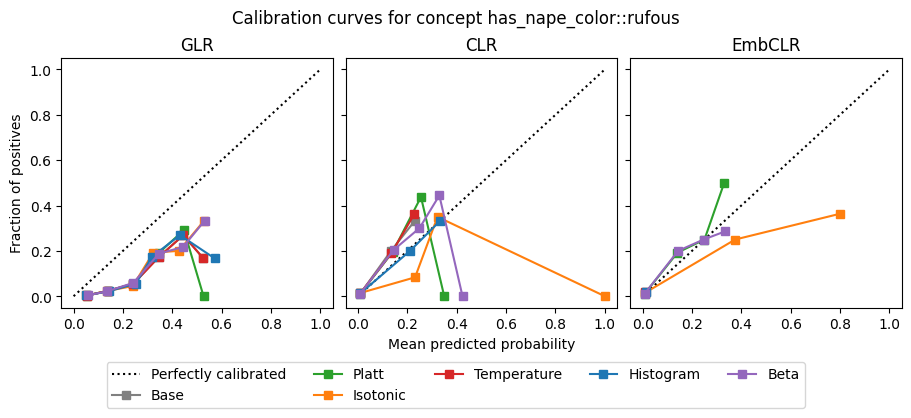 Calibration curves for concept has_nape_color::rufous
GLR
CLR
EmbCLR
Fraction of positives
1.0
0.8
0.6
0.4
0.2
0.0
0.0 0.2 0.4 0.6 0.8 1.0
0.0 0.2 0.4 0.6 0.8 1.0
0.0 0.2 0.4 0.6 0.8 1.0
Mean predicted probability
Perfectly calibrated Platt Temperature Histogram Beta
Base Isotonic